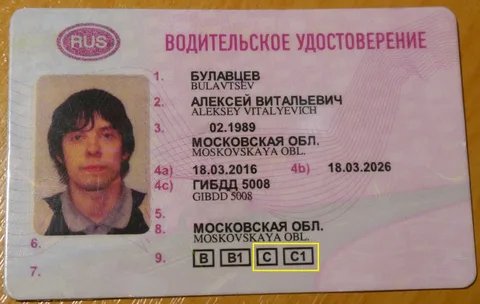 RUS ВОДИТЕЛЬСКОЕ УДОСТОВЕРЕНИЕ
1. БУЛАВЦЕВ
BULAVTSEV
2. АЛЕКСЕЙ ВИТАЛЬЕВИЧ
ALEKSEY VITALYEVICH
3. 02.1989
МОСКОВСКАЯ ОБЛ.
MOSKOVSKAYA OBL.
4a) 18.03.2016 4b) 18.03.2026
4c) ГИБДД 5008
GIBDD 5008
5.
8. МОСКОВСКАЯ ОБЛ.
MOSKOVSKAYA OBL.
6.
9. B B1 C C1
7.